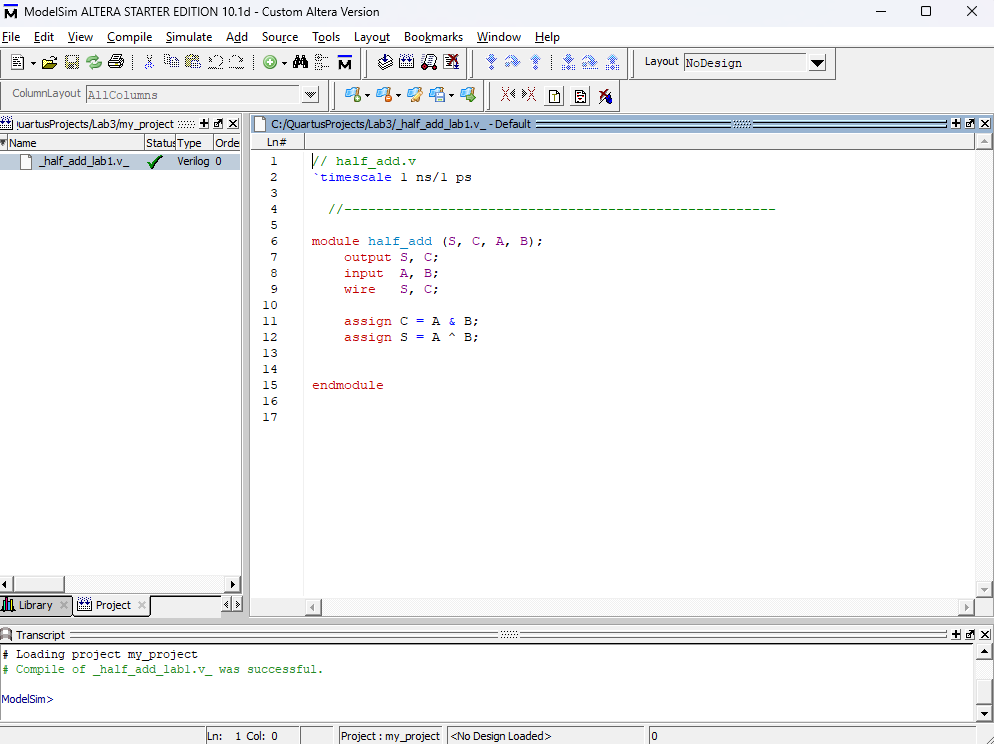 ModelSim ALTERA STARTER EDITION 10.1d - Custom Altera Version
File Edit View Compile Simulate Add Source Tools Layout Bookmarks Window Help
Layout NoDesign
ColumnLayout AllColumns
uartusProjects/Lab3/my_project
Name Status Type Orde
_half_add_lab1.v_ Verilog 0
Library Project
C:/QuartusProjects/Lab3/_half_add_lab1.v_ - Default
Ln#
1 // half_add.v
2 `timescale 1 ns/1 ps
3
4 //------------------------------------------------------
5
6 module half_add (S, C, A, B);
7 output S, C;
8 input A, B;
9 wire S, C;
10
11 assign C = A & B;
12 assign S = A ^ B;
13
14
15 endmodule
16
17
Transcript
# Loading project my_project
# Compile of _half_add_lab1.v_ was successful.
ModelSim>
Ln: 1 Col: 0 Project : my_project <No Design Loaded> 0